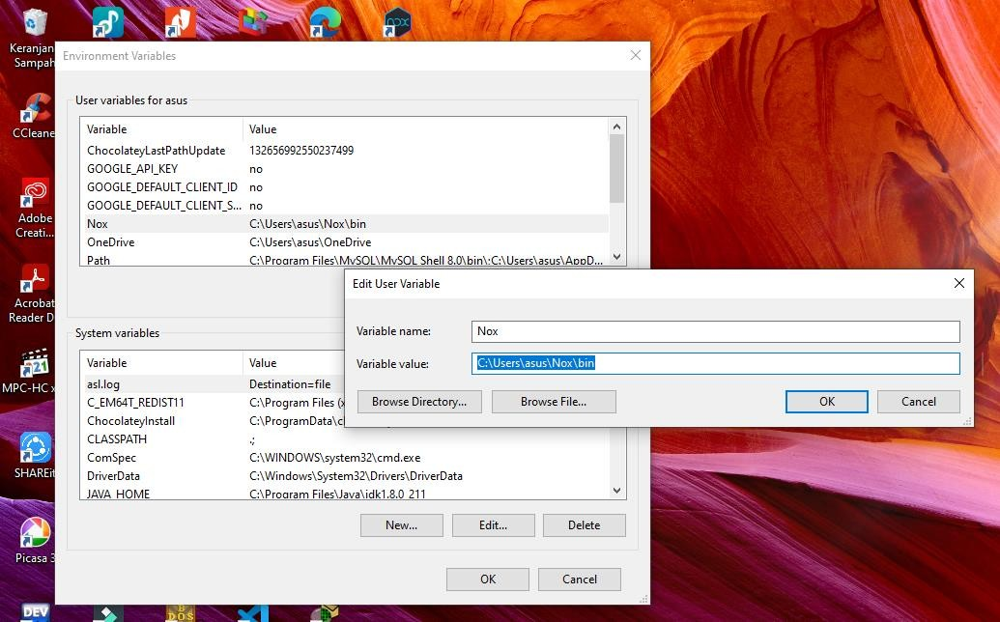 Keranjan
Sampah
CCleane
Adobe
Creati...
Acrobat
Reader D
MPC-HC x
SHAREit
Picasa 3
nox
21
DEV
DOS
Environment Variables
User variables for asus
Variable Value
ChocolateyLastPathUpdate 132656992550237499
GOOGLE_API_KEY no
GOOGLE_DEFAULT_CLIENT_ID no
GOOGLE_DEFAULT_CLIENT_S... no
Nox C:\Users\asus\Nox\bin
OneDrive C:\Users\asus\OneDrive
Path C:\Program Files\MySQL\MySQL Shell 8.0\bin\;C:\Users\asus\AppD...
Edit User Variable
Variable name: Nox
Variable value: C:\Users\asus\Nox\bin
Browse Directory... Browse File... OK Cancel
System variables
Variable Value
asl.log Destination=file
C_EM64T_REDIST11 C:\Program Files (x
ChocolateyInstall C:\ProgramData\c
CLASSPATH .;
ComSpec C:\WINDOWS\system32\cmd.exe
DriverData C:\Windows\System32\Drivers\DriverData
JAVA_HOME C:\Program Files\Java\jdk1.8.0_211
New... Edit... Delete
OK Cancel